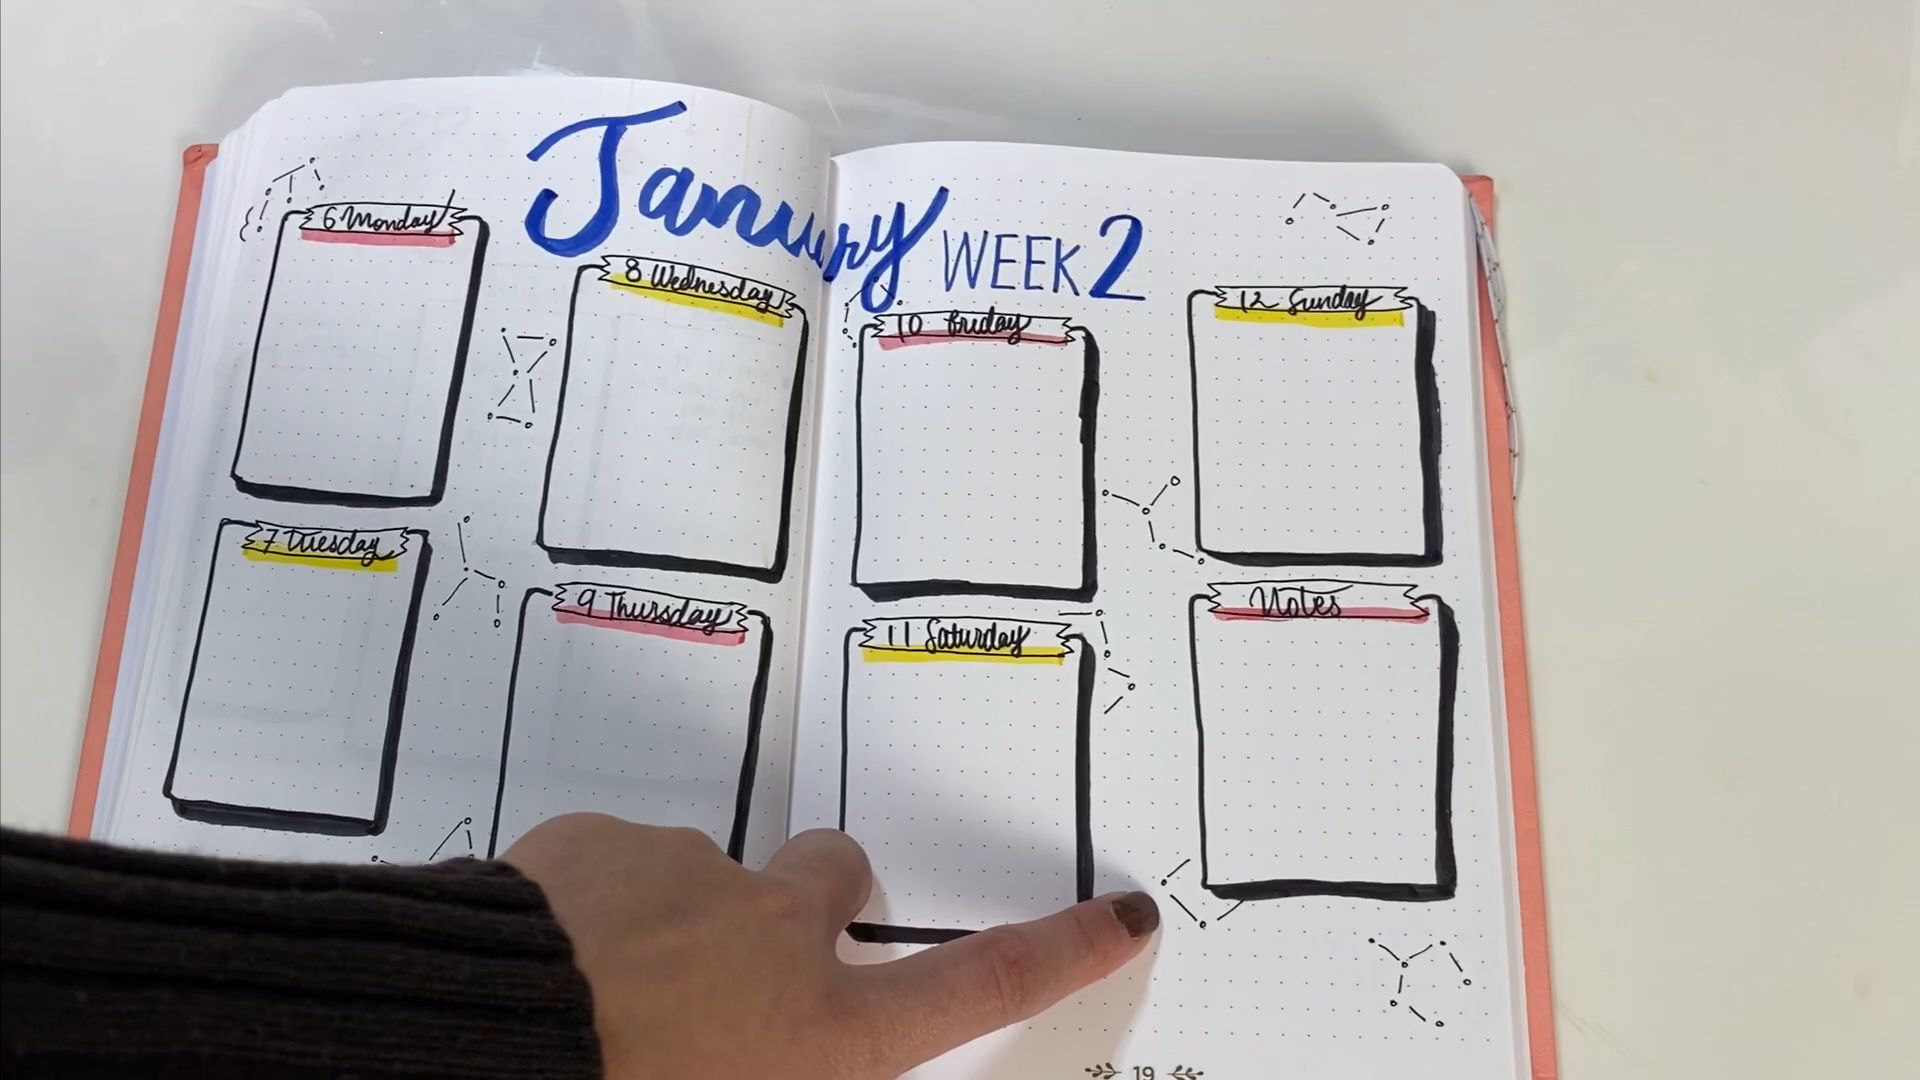 January WEEK 2
6 Monday
7 Tuesday
8 Wednesday
9 Thursday
10 Friday
11 Saturday
12 Sunday
Notes
19